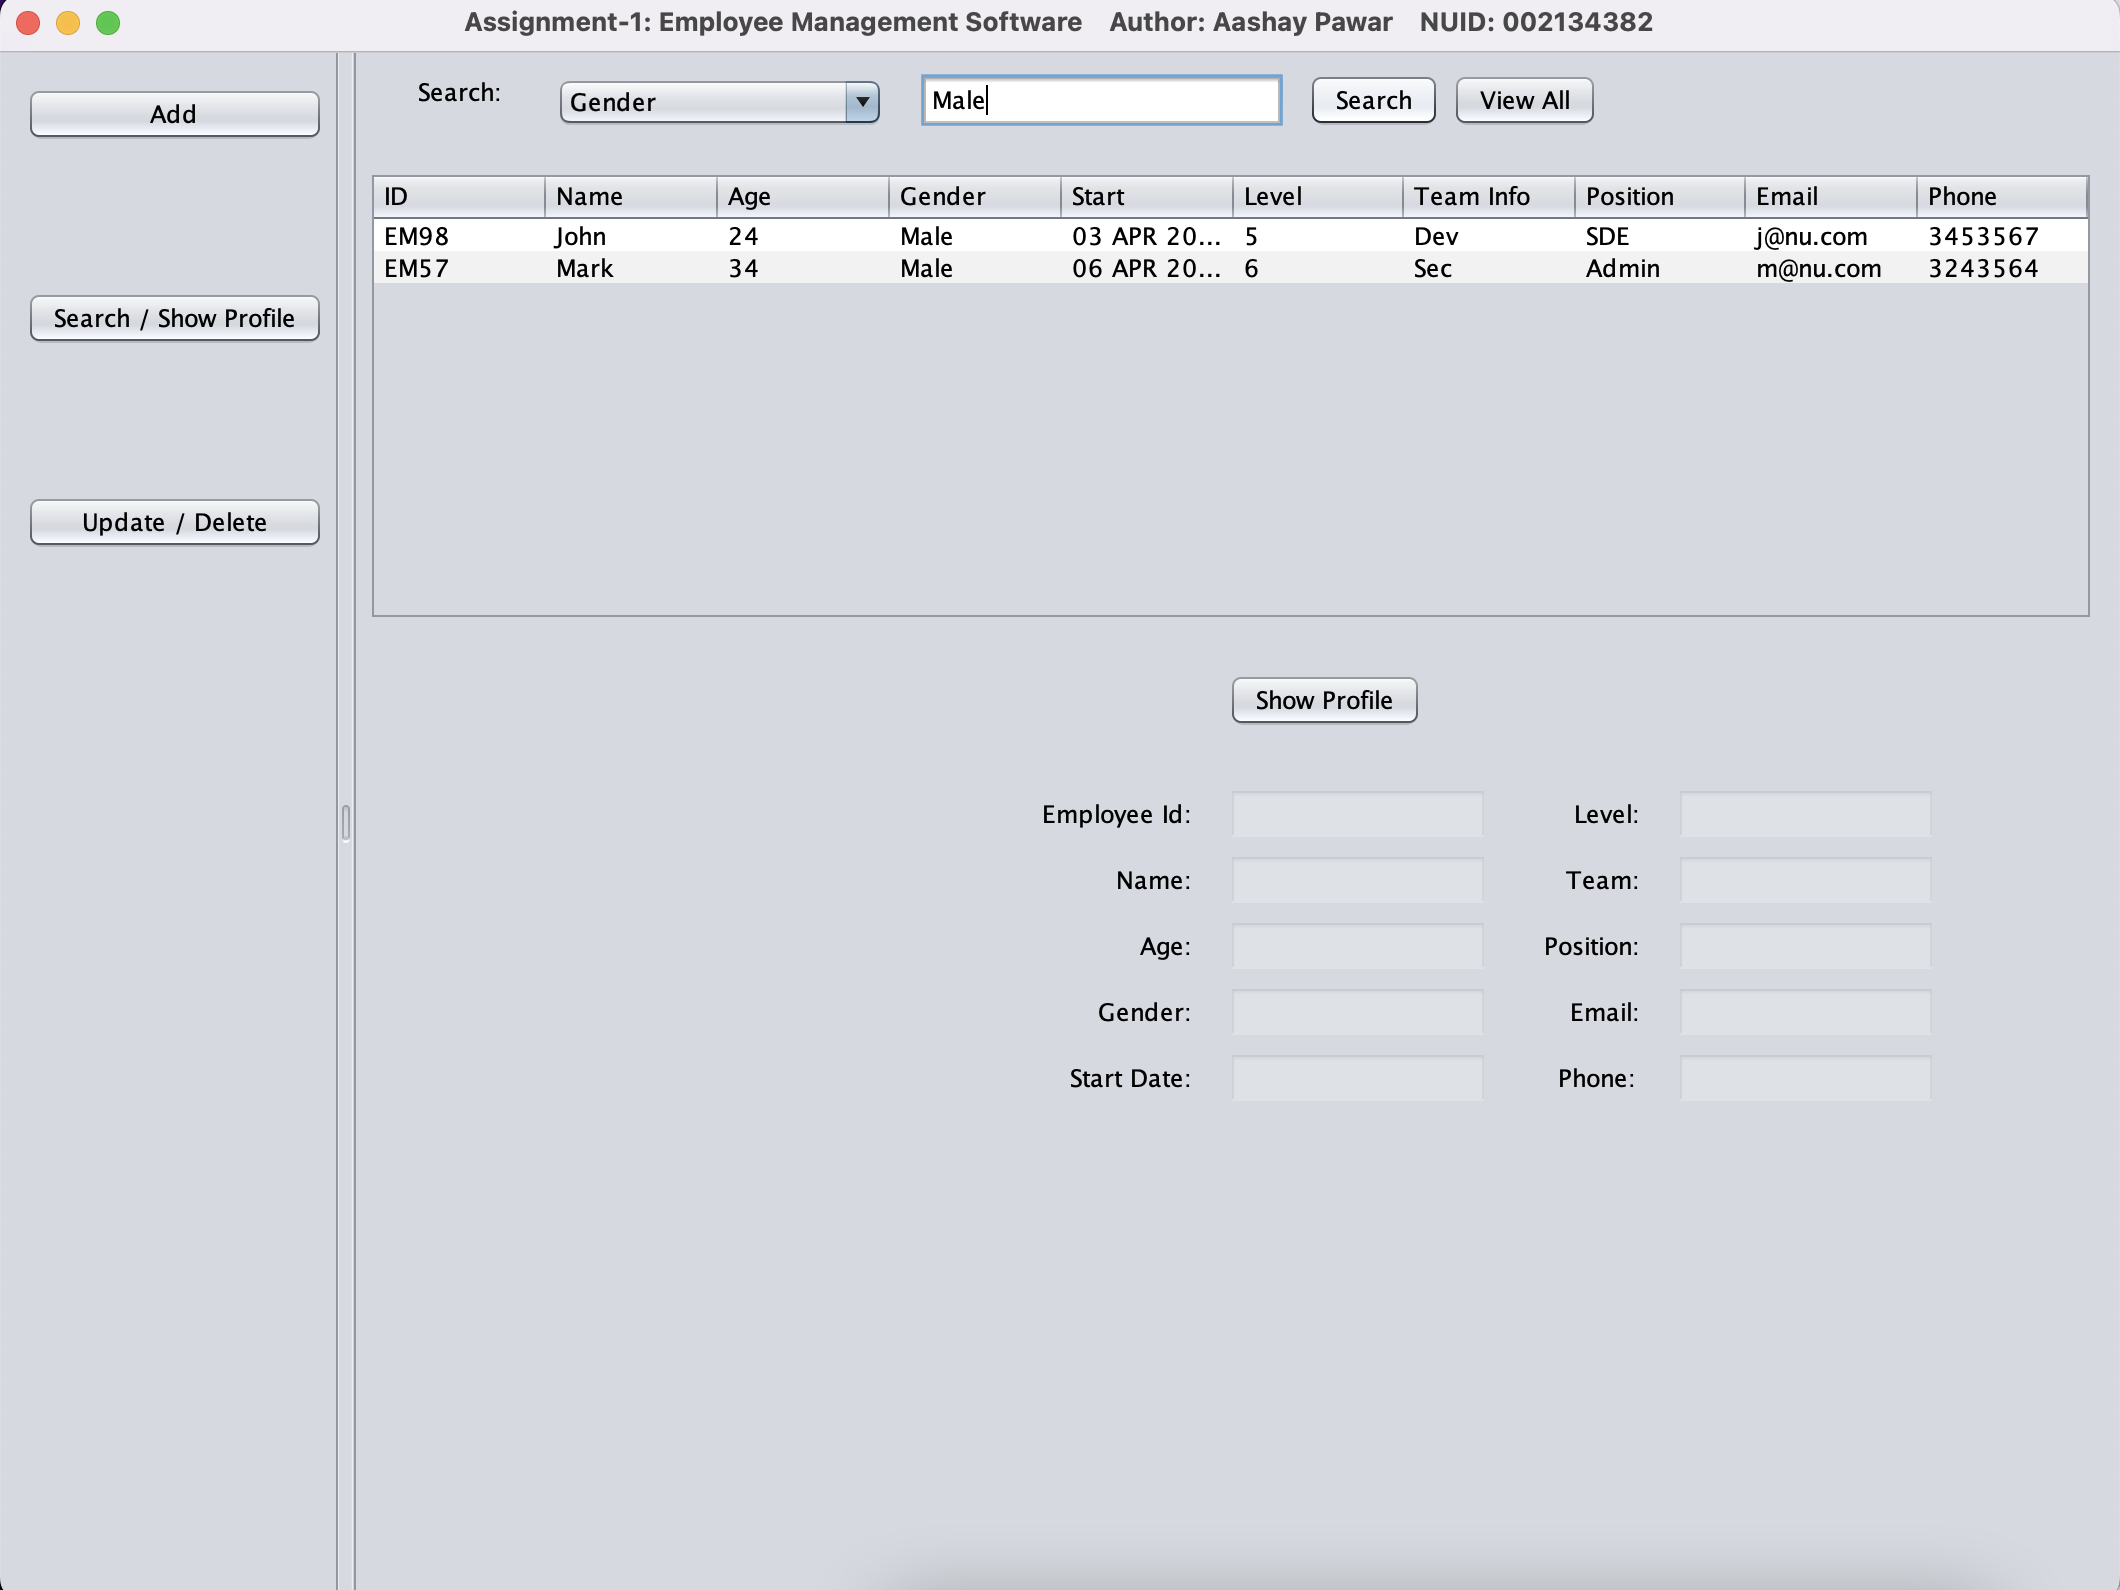 Assignment-1: Employee Management Software Author: Aashay Pawar NUID: 002134382
Add
Search / Show Profile
Update / Delete
Search: Gender Male Search View All
ID Name Age Gender Start Level Team Info Position Email Phone
EM98 John 24 Male 03 APR 20... 5 Dev SDE j@nu.com 3453567
EM57 Mark 34 Male 06 APR 20... 6 Sec Admin m@nu.com 3243564
Show Profile
Employee Id: Level:
Name: Team:
Age: Position:
Gender: Email:
Start Date: Phone: